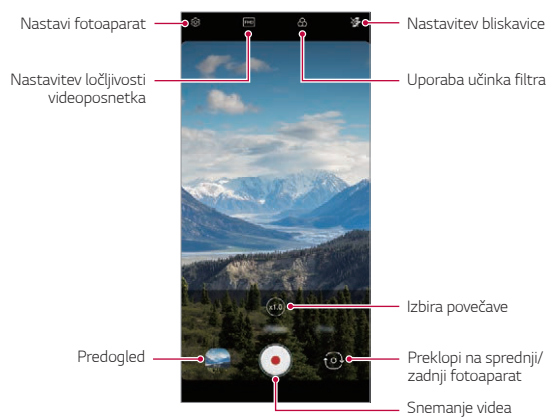 Nastavi fotoaparat
Nastavitev ločljivosti
videoposnetka
FHD
Nastavitev bliskavice
Uporaba učinka filtra
x1.0
Izbira povečave
Predogled
Preklopi na sprednji/
zadnji fotoaparat
Snemanje videa